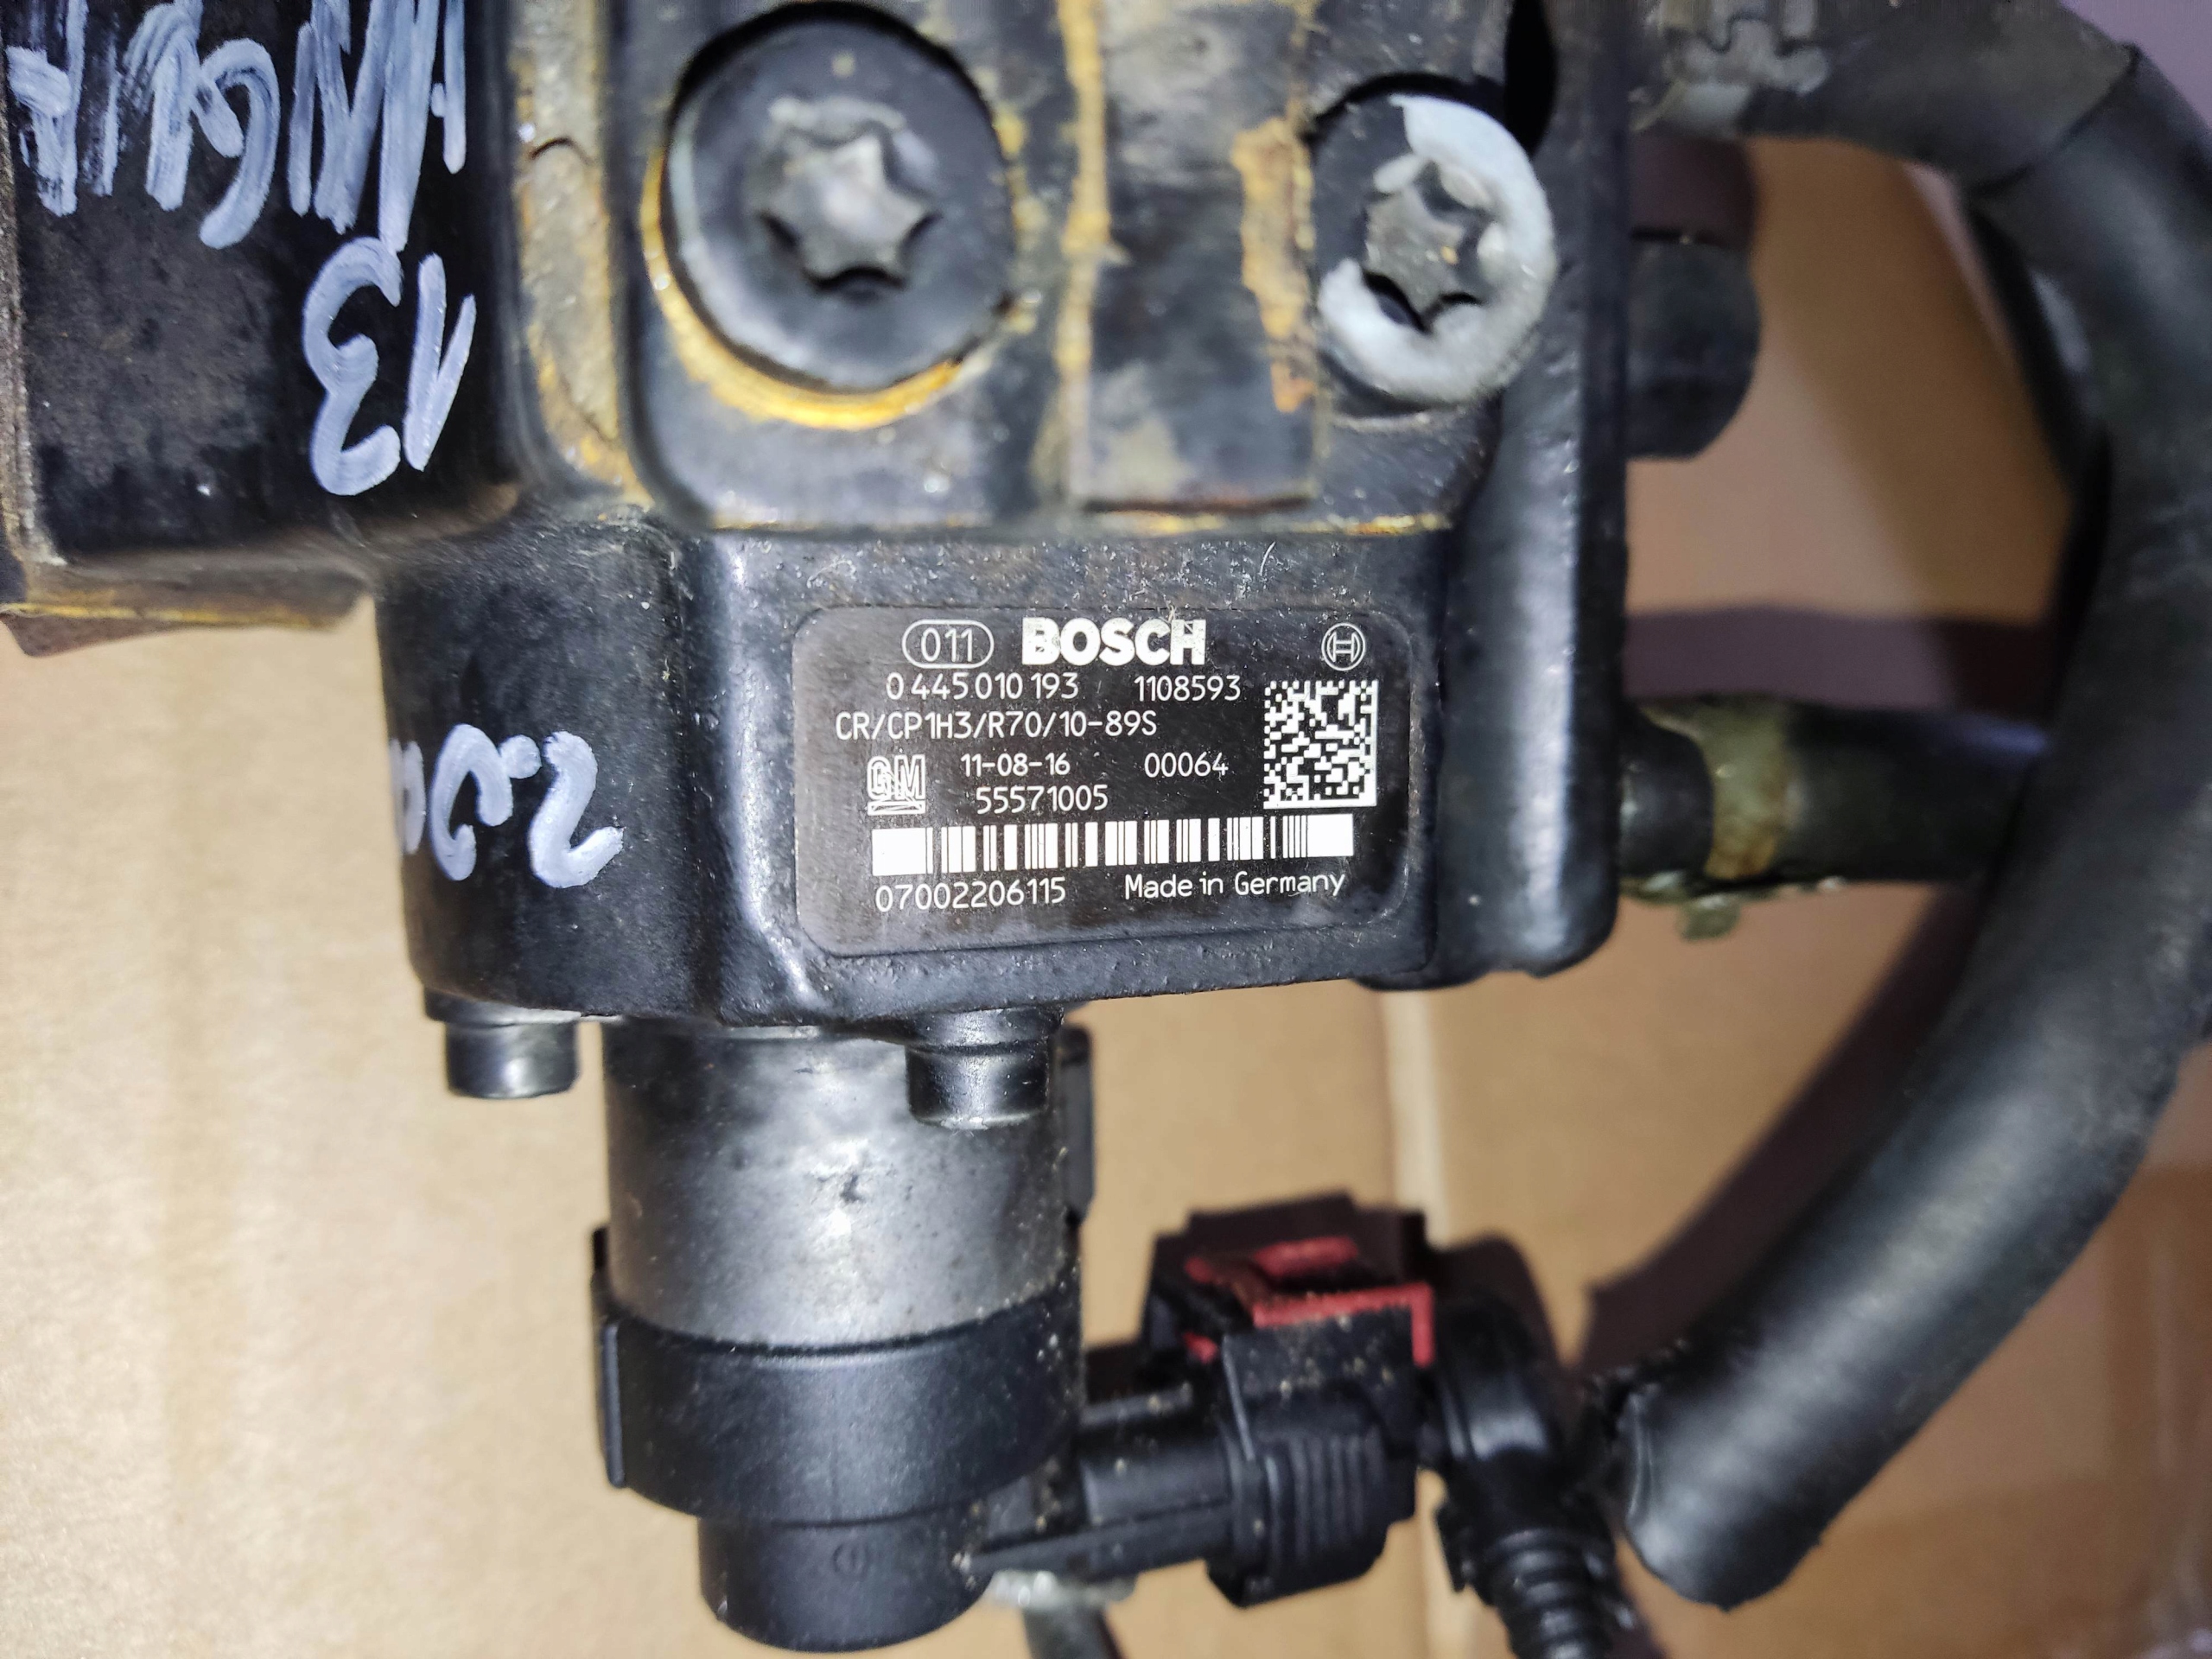 011 BOSCH
0 445 010 193 1108593
CR/CP1H3/R70/10-89S
GM 11-08-16 00064
55571005
07002206115 Made in Germany
13